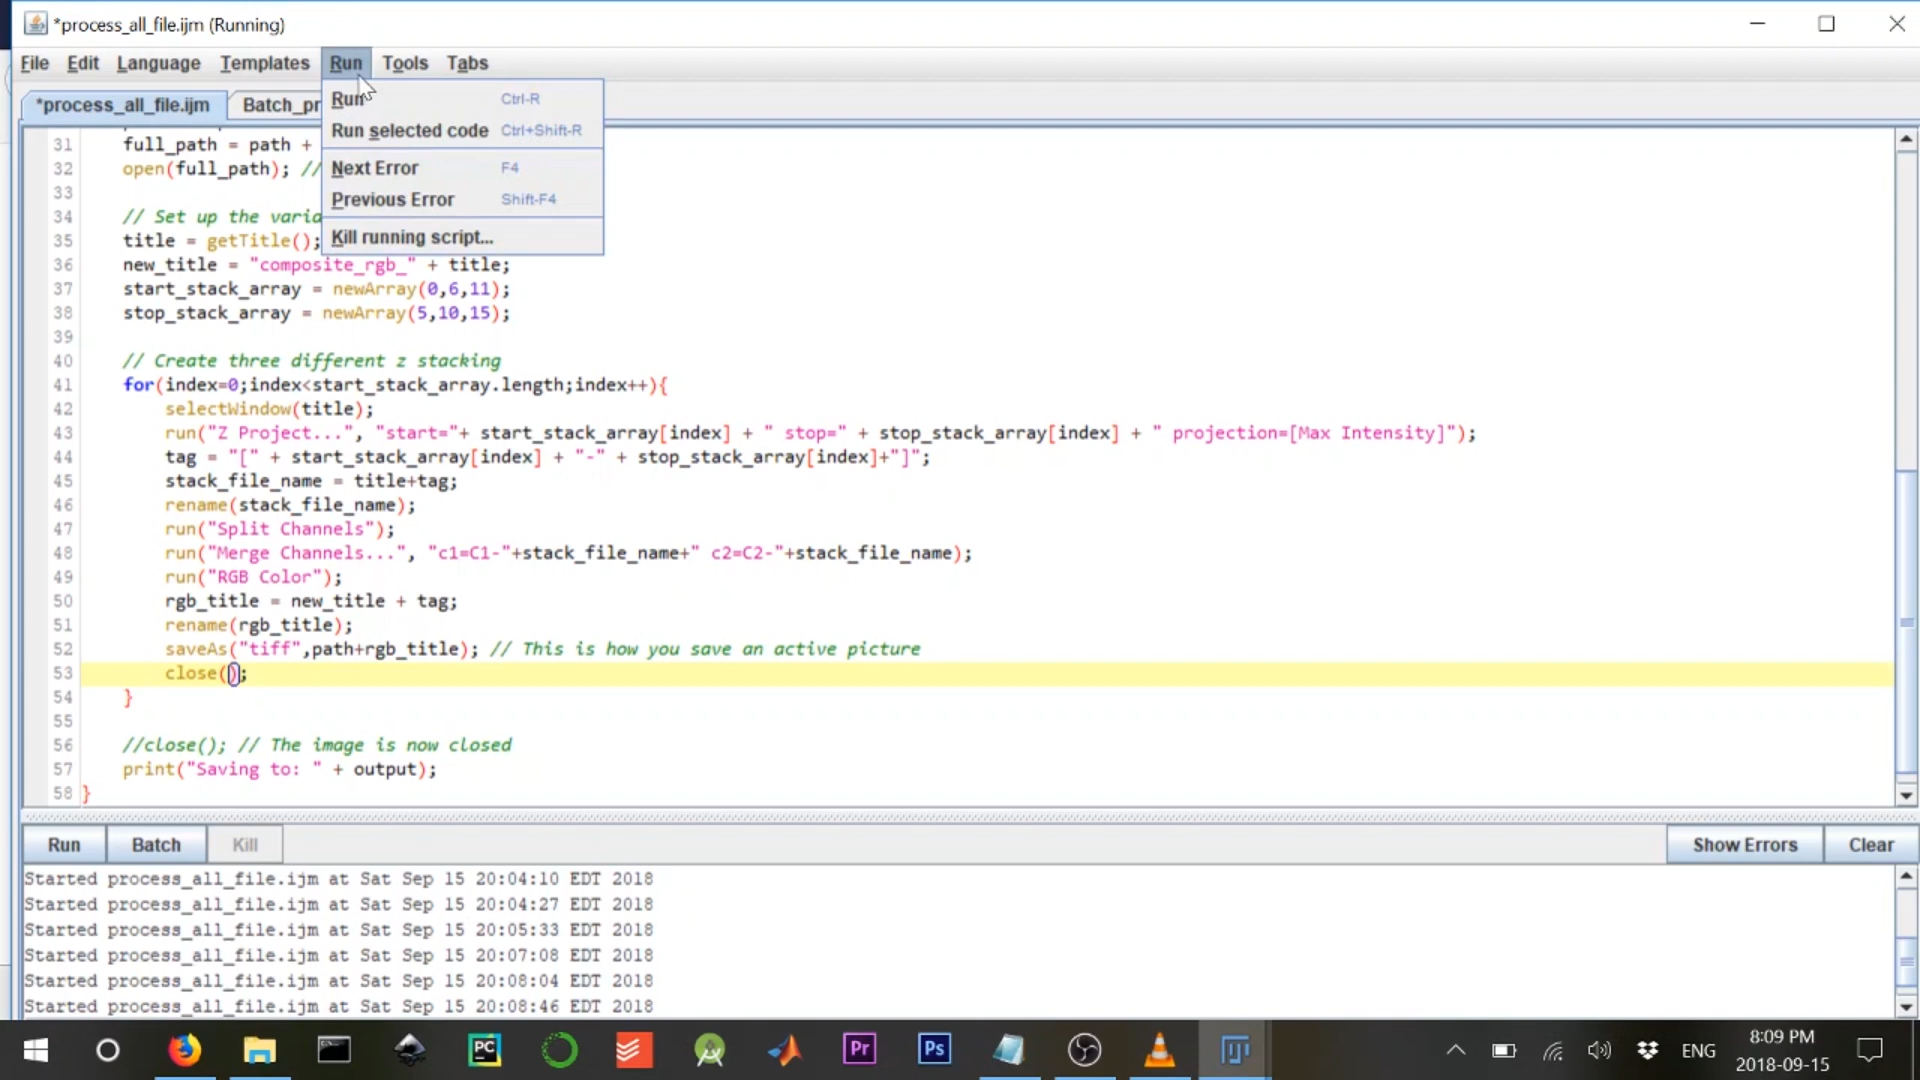 *process_all_file.ijm (Running)
File Edit Language Templates Run Tools Tabs
*process_all_file.ijm Batch_pr
Run Ctrl-R
Run selected code Ctrl+Shift-R
Next Error F4
Previous Error Shift-F4
Kill running script...
31 full_path = path +
32 open(full_path); //
33
34 // Set up the varia
35 title = getTitle();
36 new_title = "composite_rgb_" + title;
37 start_stack_array = newArray(0,6,11);
38 stop_stack_array = newArray(5,10,15);
39
40 // Create three different z stacking
41 for(index=0;index<start_stack_array.length;index++){
42 selectWindow(title);
43 run("Z Project...", "start="+ start_stack_array[index] + " stop=" + stop_stack_array[index] + " projection=[Max Intensity]");
44 tag = "[" + start_stack_array[index] + "-" + stop_stack_array[index]+"]";
45 stack_file_name = title+tag;
46 rename(stack_file_name);
47 run("Split Channels");
48 run("Merge Channels...", "c1=C1-"+stack_file_name+" c2=C2-"+stack_file_name);
49 run("RGB Color");
50 rgb_title = new_title + tag;
51 rename(rgb_title);
52 saveAs("tiff",path+rgb_title); // This is how you save an active picture
53 close();
54 }
55
56 //close(); // The image is now closed
57 print("Saving to: " + output);
58 }
Run Batch Kill Show Errors Clear
Started process_all_file.ijm at Sat Sep 15 20:04:10 EDT 2018
Started process_all_file.ijm at Sat Sep 15 20:04:27 EDT 2018
Started process_all_file.ijm at Sat Sep 15 20:05:33 EDT 2018
Started process_all_file.ijm at Sat Sep 15 20:07:08 EDT 2018
Started process_all_file.ijm at Sat Sep 15 20:08:04 EDT 2018
Started process_all_file.ijm at Sat Sep 15 20:08:46 EDT 2018
PC Pr Ps ENG 8:09 PM
2018-09-15